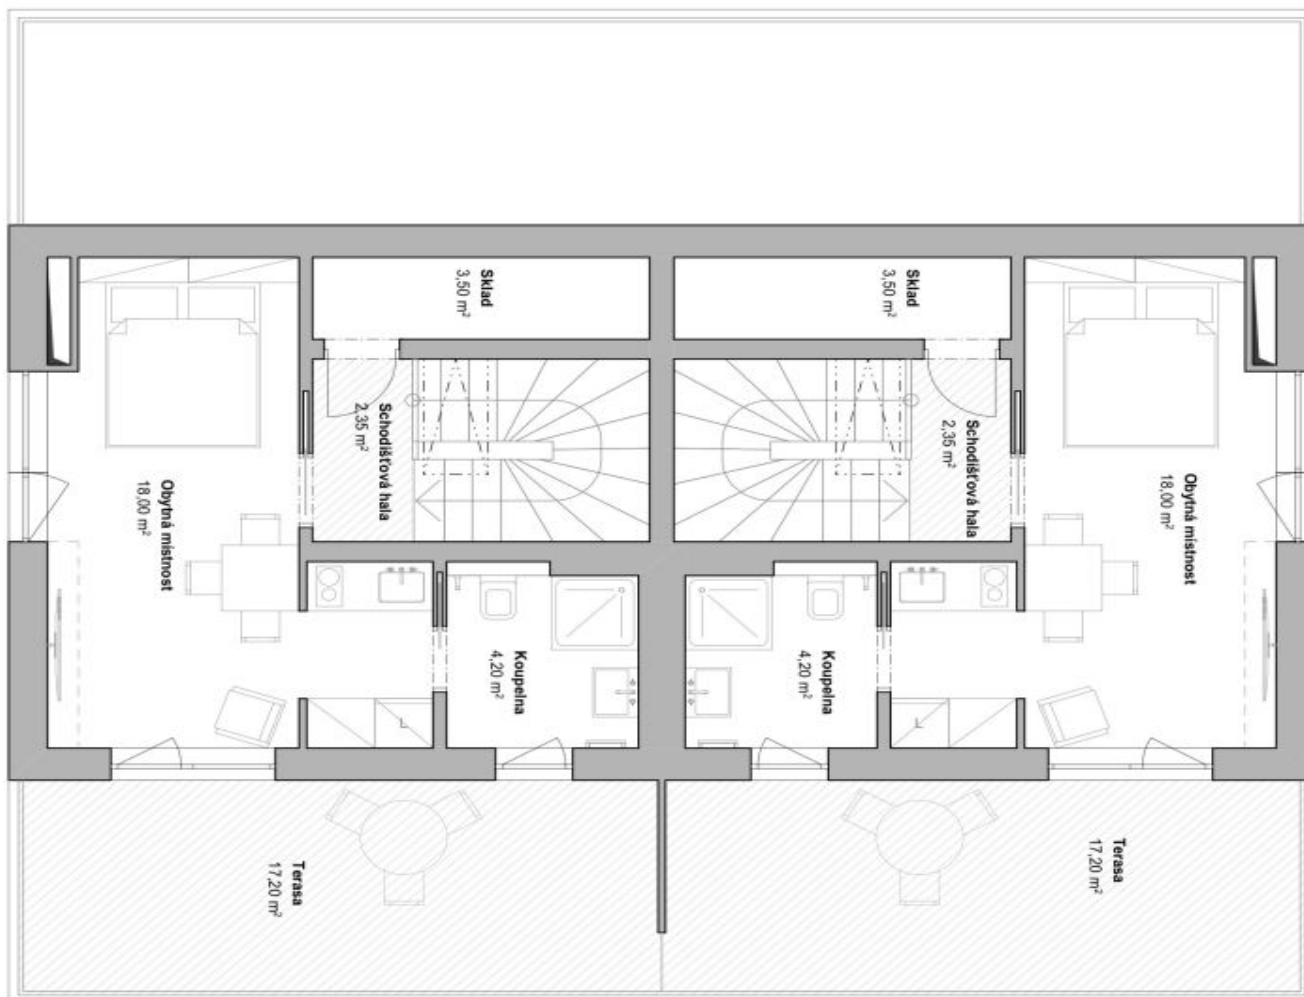 Sklad
3,50 m²
Sklad
3,50 m²
Schodišťová hala
2,35 m²
Schodišťová hala
2,35 m²
Obytná místnost
18,00 m²
Obytná místnost
18,00 m²
Koupelna
4,20 m²
Koupelna
4,20 m²
L
L
Terasa
17,20 m²
Terasa
17,20 m²